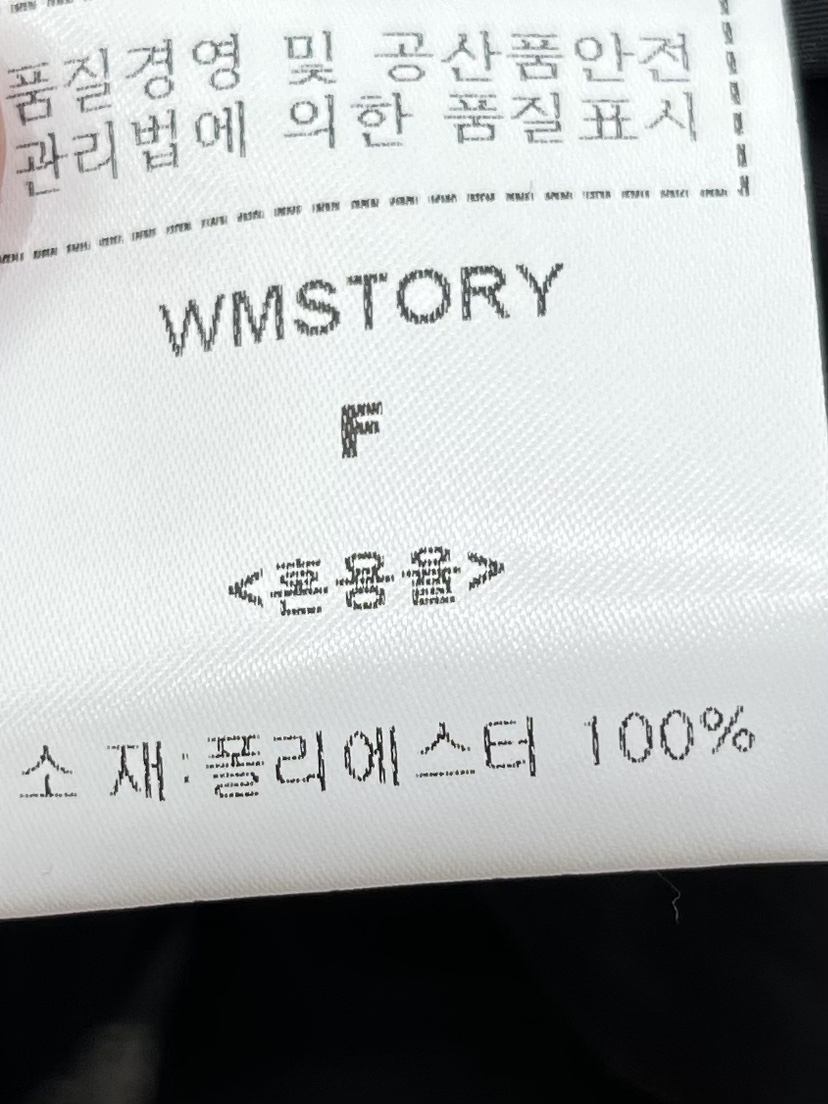 품질경영 및 공산품안전
관리법에 의한 품질표시
WMSTORY
F
<혼용율>
소 재:폴리에스터 100%